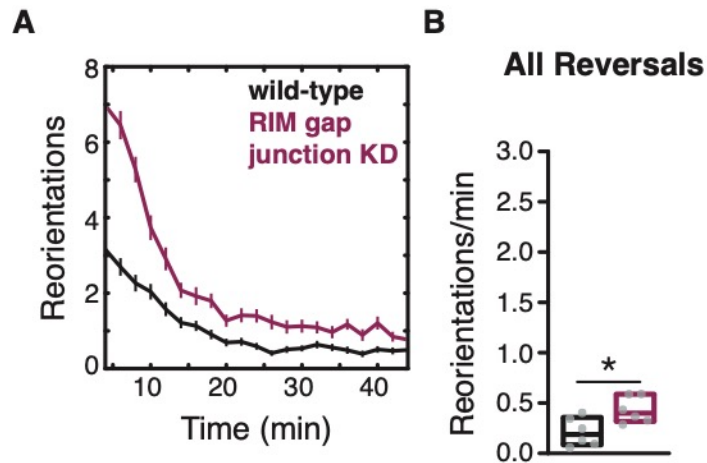 A
8
6
4
2
0
10
20
30
40
Reorientations
Time (min)
wild-type
RIM gap
junction KD
B
All Reversals
3.0
2.5
2.0
1.5
1.0
0.5
0.0
Reorientations/min
*